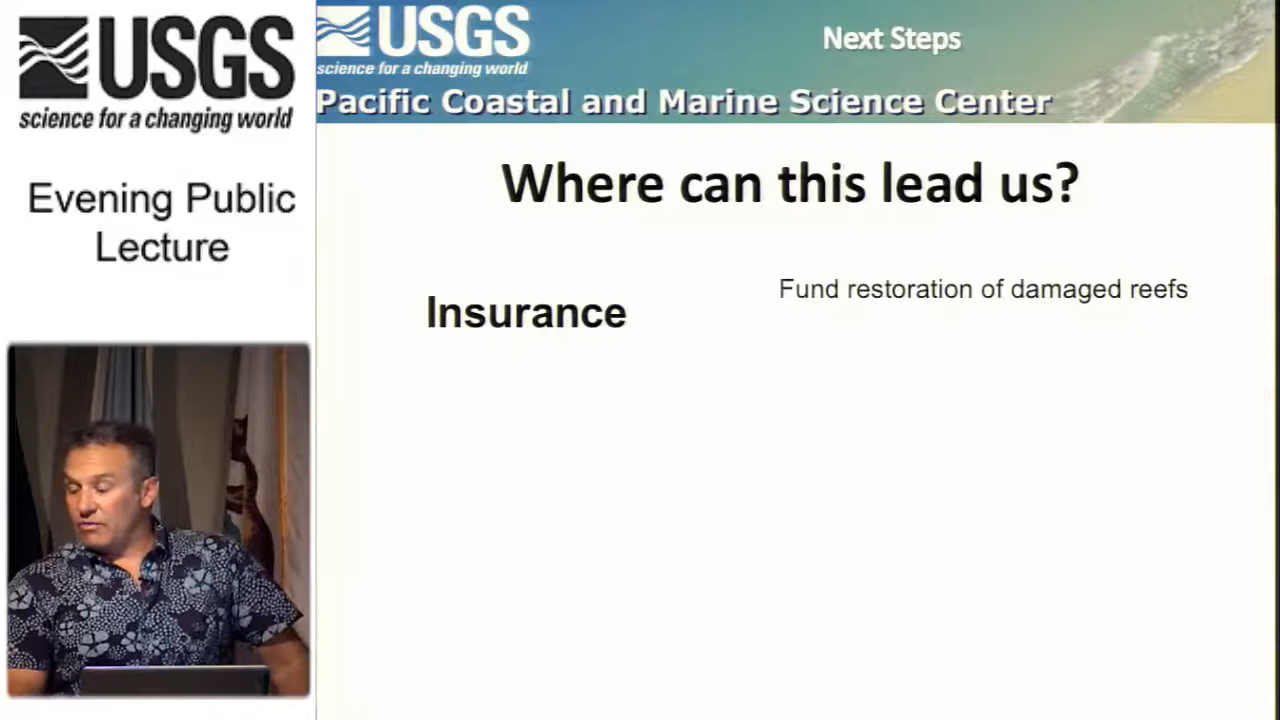 USGS
science for a changing world
Evening Public
Lecture
USGS
science for a changing world
Next Steps
Pacific Coastal and Marine Science Center
Where can this lead us?
Insurance
Fund restoration of damaged reefs